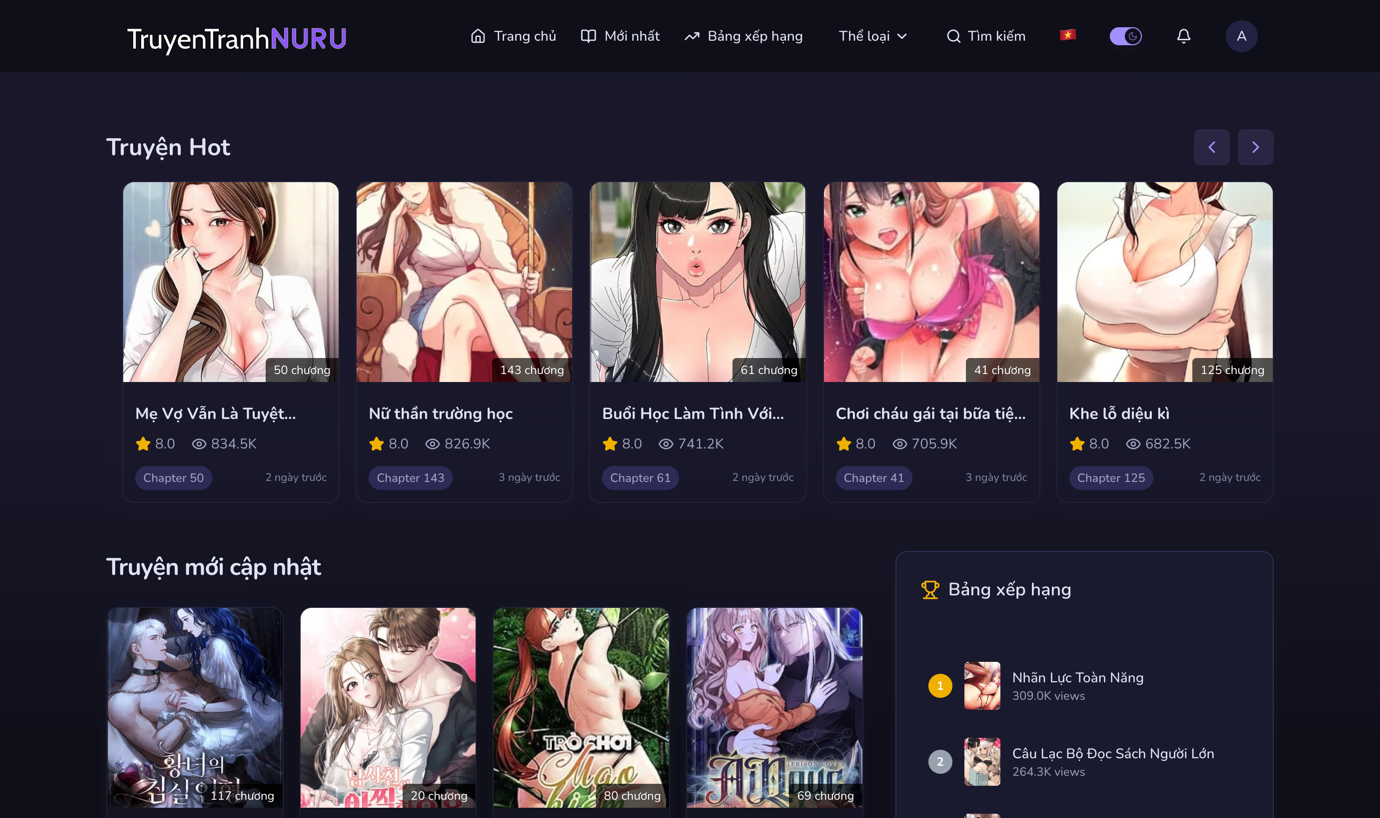 TruyenTranhNURU
Trang chủ
Mới nhất
Bảng xếp hạng
Thể loại
Tìm kiếm
A
Truyện Hot
50 chương
143 chương
61 chương
41 chương
125 chương
Mẹ Vợ Vẫn Là Tuyệt...
Nữ thần trường học
Buổi Học Làm Tình Với...
Chơi cháu gái tại bữa tiệ...
Khe lỗ diệu kì
8.0 834.5K
8.0 826.9K
8.0 741.2K
8.0 705.9K
8.0 682.5K
Chapter 50 2 ngày trước
Chapter 143 3 ngày trước
Chapter 61 2 ngày trước
Chapter 41 3 ngày trước
Chapter 125 2 ngày trước
Truyện mới cập nhật
황녀의
침실
117 chương
20 chương
TRÒ CHƠI
80 chương
69 chương
Bảng xếp hạng
1
Nhãn Lực Toàn Năng
309.0K views
2
Câu Lạc Bộ Đọc Sách Người Lớn
264.3K views